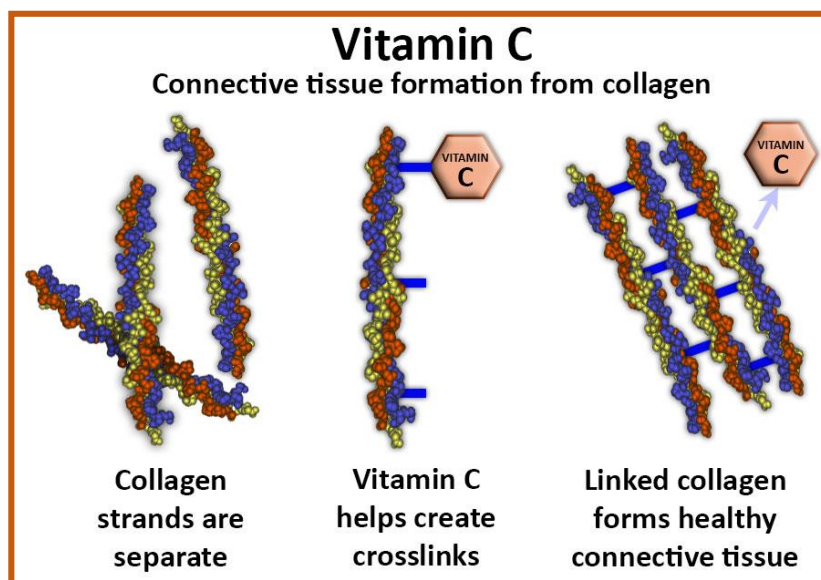 Vitamin C
Connective tissue formation from collagen
VITAMIN
C
VITAMIN
C
Collagen
strands are
separate
Vitamin C
helps create
crosslinks
Linked collagen
forms healthy
connective tissue